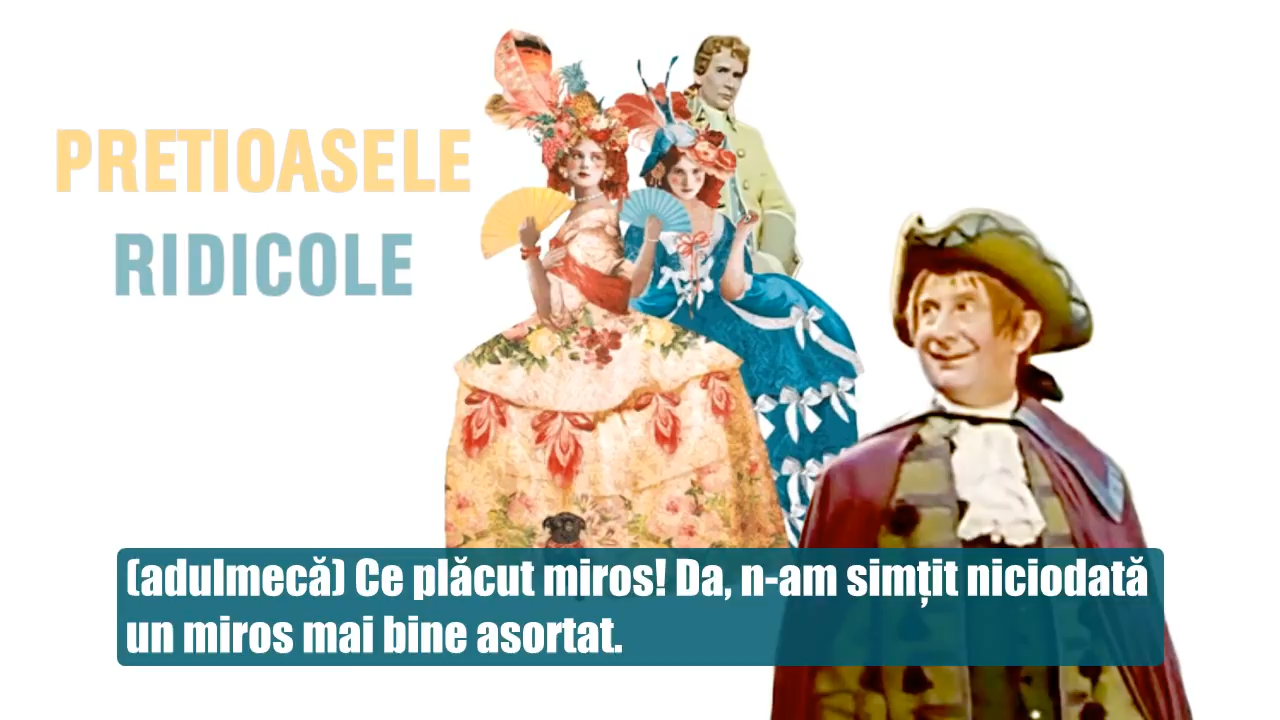 PRETIOASELE
RIDICOLE
(adulmecă) Ce plăcut miros! Da, n-am simțit niciodată
un miros mai bine asortat.